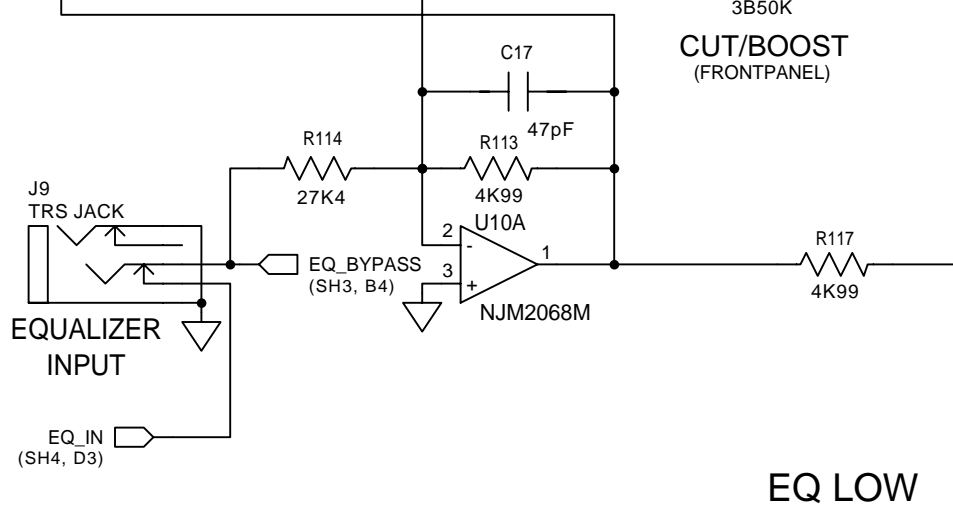 3B50K
CUT/BOOST
(FRONTPANEL)
C17
47pF
R114
27K4
R113
4K99
J9
TRS JACK
U10A
2
-
3
+
1
NJM2068M
EQ_BYPASS
(SH3, B4)
R117
4K99
EQUALIZER
INPUT
EQ_IN
(SH4, D3)
EQ LOW